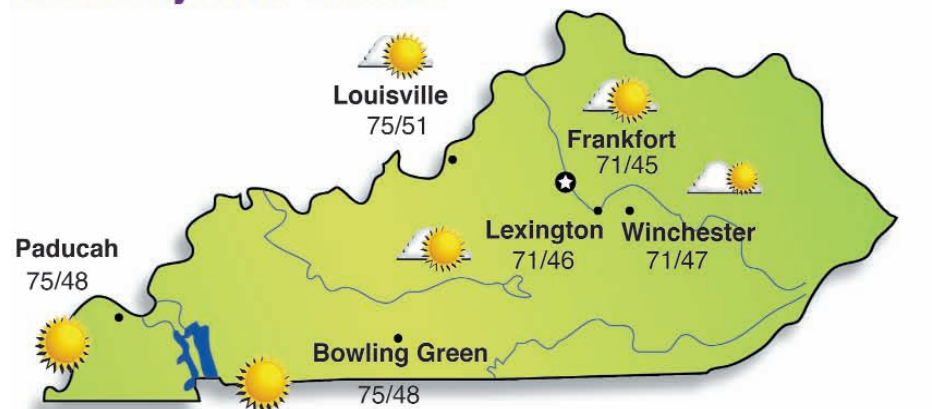 Louisville
75/51
Frankfort
71/45
Lexington
71/46
Winchester
71/47
Paducah
75/48
Bowling Green
75/48